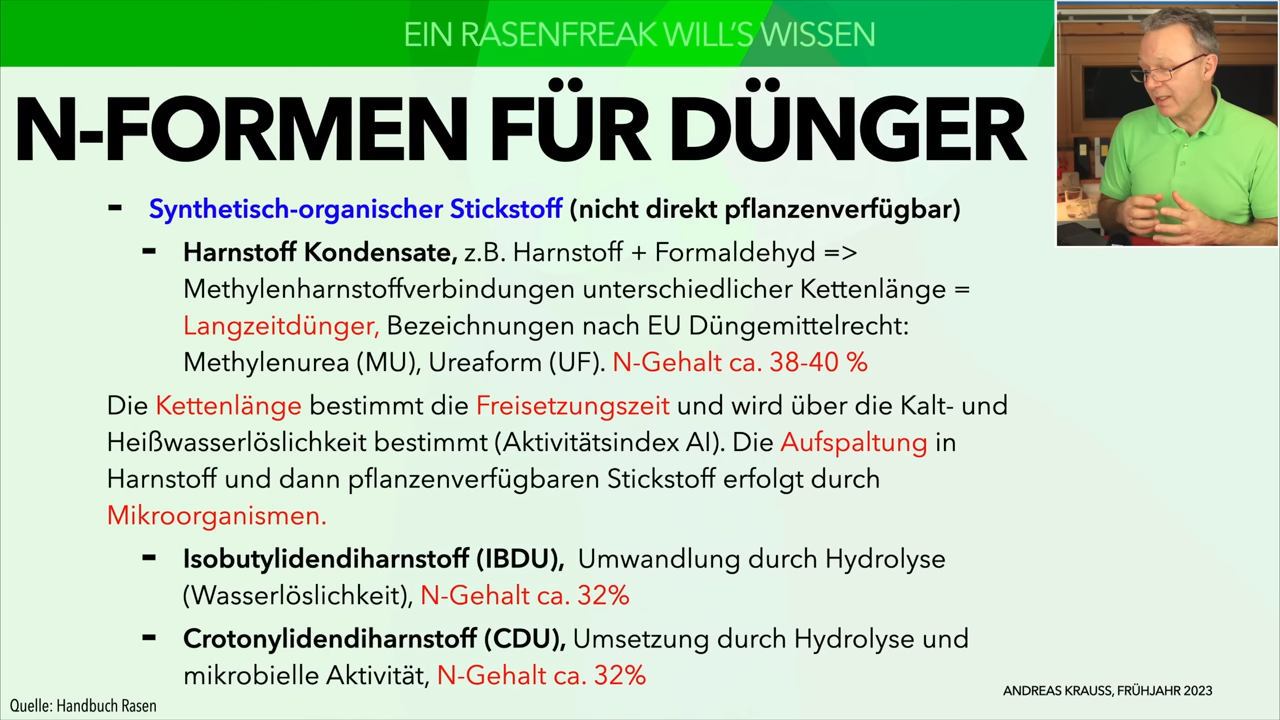 EIN RASENFREAK WILL'S WISSEN
N-FORMEN FÜR DÜNGER
- Synthetisch-organischer Stickstoff (nicht direkt pflanzenverfügbar)
- Harnstoff Kondensate, z.B. Harnstoff + Formaldehyd =>
Methylenharnstoffverbindungen unterschiedlicher Kettenlänge =
Langzeitdünger, Bezeichnungen nach EU Düngemittelrecht:
Methylenurea (MU), Ureaform (UF). N-Gehalt ca. 38-40 %
Die Kettenlänge bestimmt die Freisetzungszeit und wird über die Kalt- und
Heißwasserlöslichkeit bestimmt (Aktivitätsindex AI). Die Aufspaltung in
Harnstoff und dann pflanzenverfügbaren Stickstoff erfolgt durch
Mikroorganismen.
- Isobutylidendiharnstoff (IBDU), Umwandlung durch Hydrolyse
(Wasserlöslichkeit), N-Gehalt ca. 32%
- Crotonylidendiharnstoff (CDU), Umsetzung durch Hydrolyse und
mikrobielle Aktivität, N-Gehalt ca. 32%
ANDREAS KRAUSS, FRÜHJAHR 2023
Quelle: Handbuch Rasen